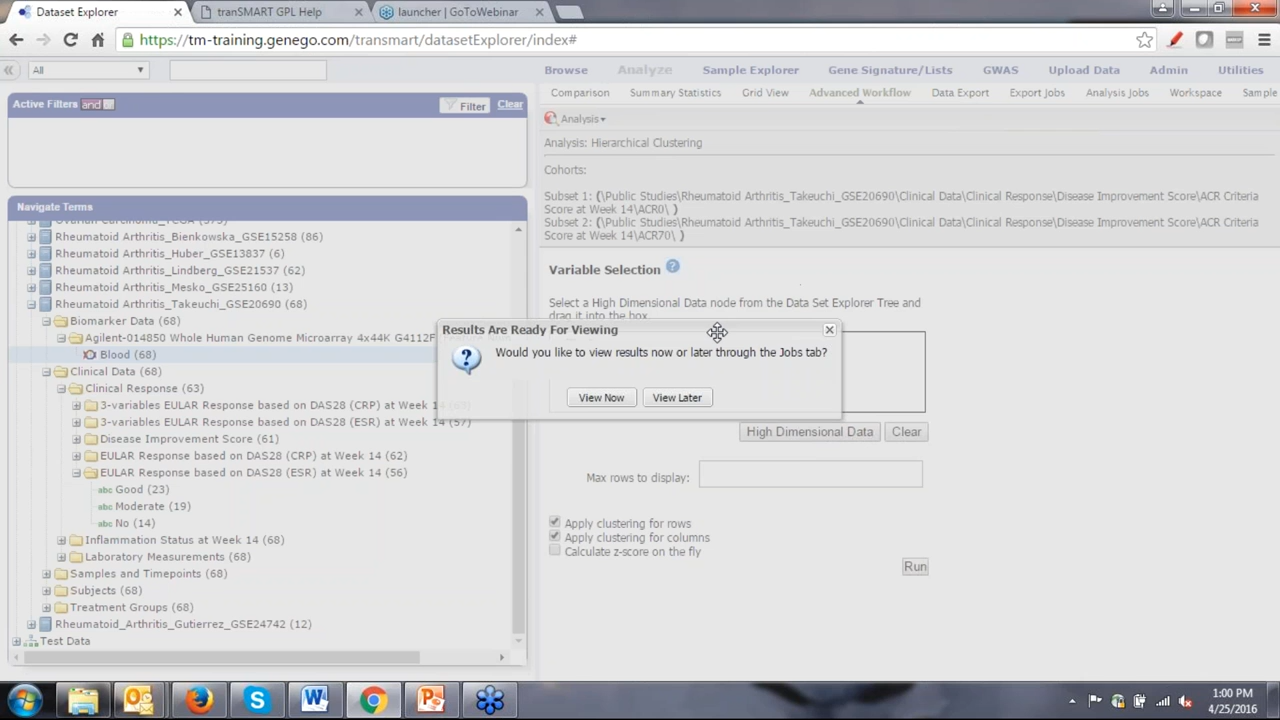 Dataset Explorer
tranSMART GPL Help
launcher | GoToWebinar
https://tm-training.genego.com/transmart/datasetExplorer/index#
All
Browse Analyze Sample Explorer Gene Signature/Lists GWAS Upload Data Admin Utilities
Comparison Summary Statistics Grid View Advanced Workflow Data Export Export Jobs Analysis Jobs Workspace Sample
Active Filters and
Filter
Clear
Analysis
Analysis: Hierarchical Clustering
Cohorts:
Subset 1: (\Public Studies\Rheumatoid Arthritis_Takeuchi_GSE20690\Clinical Data\Clinical Response\Disease Improvement Score\ACR Criteria
Score at Week 14\ACR0\ )
Subset 2: (\Public Studies\Rheumatoid Arthritis_Takeuchi_GSE20690\Clinical Data\Clinical Response\Disease Improvement Score\ACR Criteria
Score at Week 14\ACR70\ )
Navigate Terms
Rheumatoid Arthritis_Bienkowska_GSE15258 (86)
Rheumatoid Arthritis_Huber_GSE13837 (6)
Rheumatoid Arthritis_Lindberg_GSE21537 (62)
Rheumatoid Arthritis_Mesko_GSE25160 (13)
Rheumatoid Arthritis_Takeuchi_GSE20690 (68)
Biomarker Data (68)
Agilent-014850 Whole Human Genome Microarray 4x44K G4112F
Blood (68)
Clinical Data (68)
Clinical Response (63)
3-variables EULAR Response based on DAS28 (CRP) at Week 14
3-variables EULAR Response based on DAS28 (ESR) at Week 14 (57)
Disease Improvement Score (61)
EULAR Response based on DAS28 (CRP) at Week 14 (62)
EULAR Response based on DAS28 (ESR) at Week 14 (56)
abc Good (23)
abc Moderate (19)
abc No (14)
Inflammation Status at Week 14 (68)
Laboratory Measurements (68)
Samples and Timepoints (68)
Subjects (68)
Treatment Groups (68)
Rheumatoid_Arthritis_Gutierrez_GSE24742 (12)
Test Data
Variable Selection ?
Select a High Dimensional Data node from the Data Set Explorer Tree and
drag it into the box.
Results Are Ready For Viewing
Would you like to view results now or later through the Jobs tab?
View Now
View Later
High Dimensional Data
Clear
Max rows to display:
Apply clustering for rows
Apply clustering for columns
Calculate z-score on the fly
Run
1:00 PM
4/25/2016